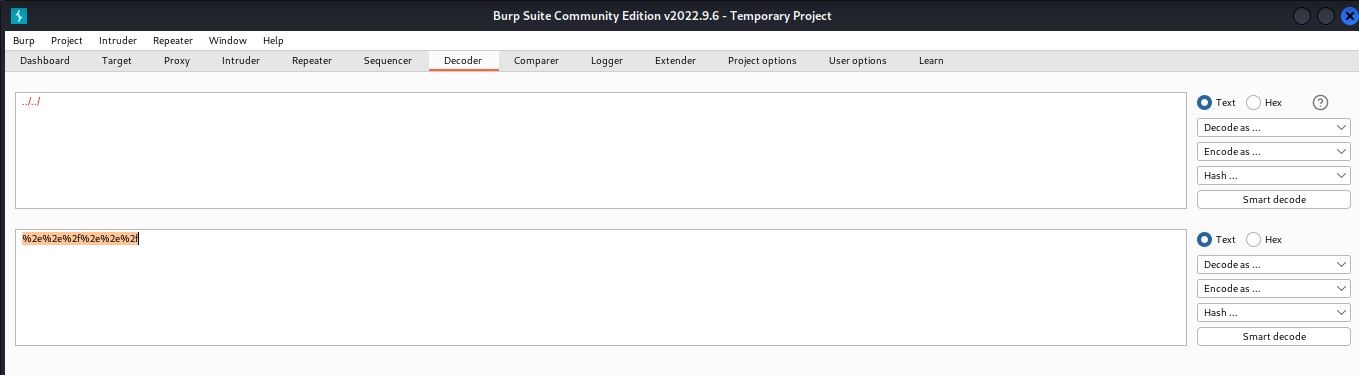 Burp Suite Community Edition v2022.9.6 - Temporary Project
Burp Project Intruder Repeater Window Help
Dashboard Target Proxy Intruder Repeater Sequencer Decoder Comparer Logger Extender Project options User options Learn
../../
Text Hex ?
Decode as ...
Encode as ...
Hash ...
Smart decode
%2e%2e%2f%2e%2e%2f
Text Hex
Decode as ...
Encode as ...
Hash ...
Smart decode